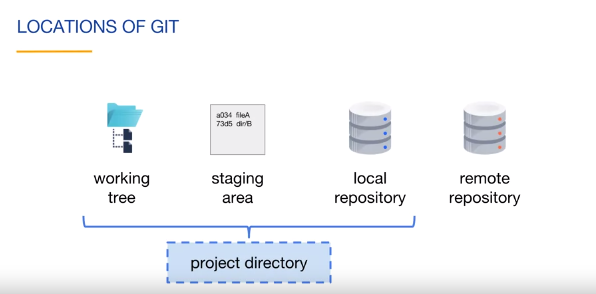 LOCATIONS OF GIT
a034 fileA
73d5 dir/B
working
tree
staging
area
local
repository
remote
repository
project directory